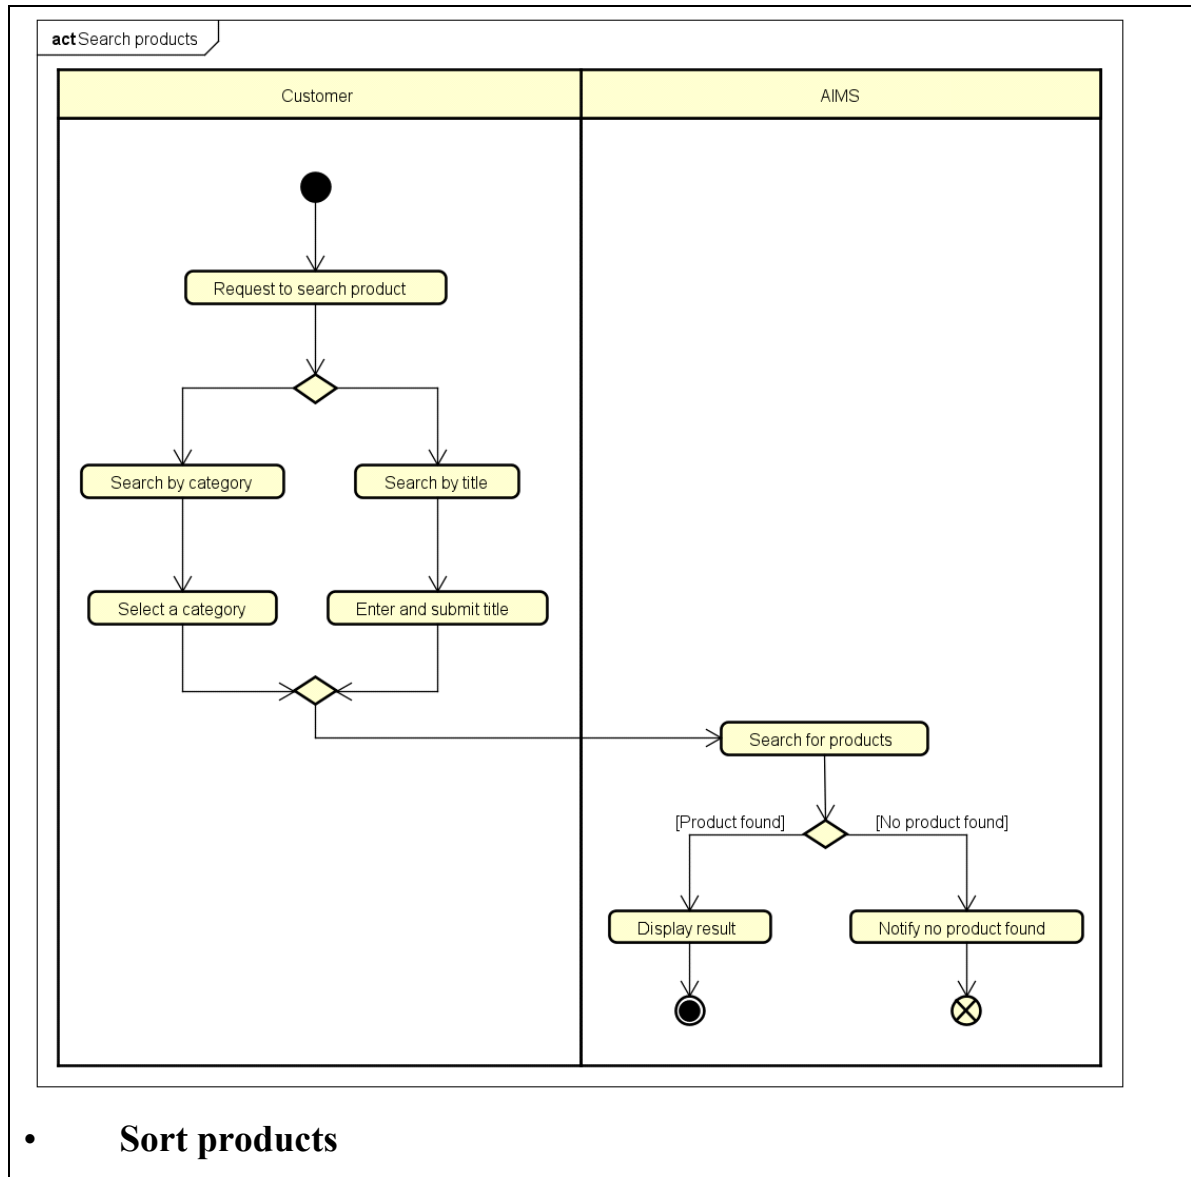 act Search products
Customer
AIMS
Request to search product
Search by category
Search by title
Select a category
Enter and submit title
Search for products
[Product found]
[No product found]
Display result
Notify no product found
• Sort products